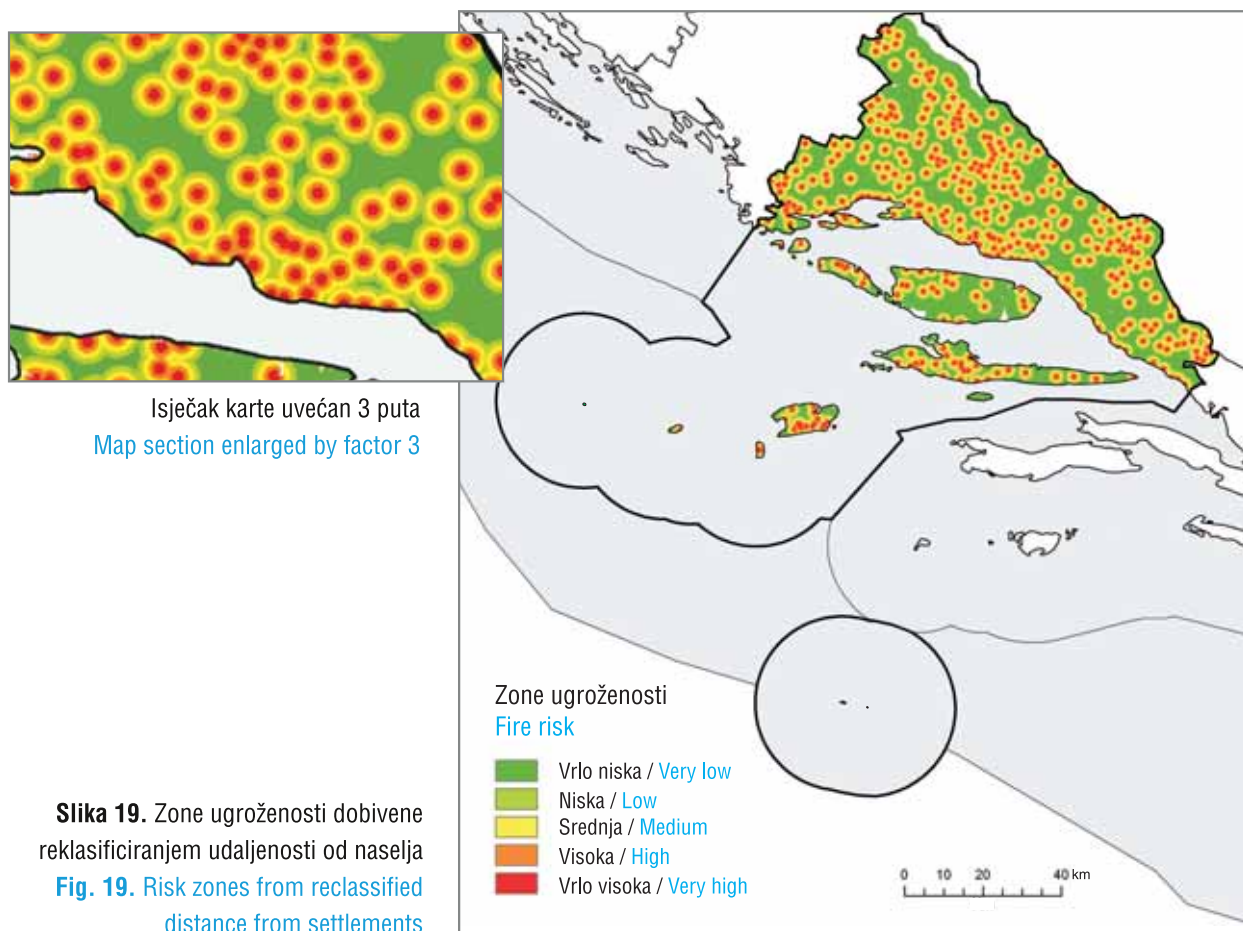 Isječak karte uvećan 3 puta
Map section enlarged by factor 3
Zone ugroženosti
Fire risk
Vrlo niska / Very low
Niska / Low
Srednja / Medium
Visoka / High
Vrlo visoka / Very high
0 10 20 40 km
Slika 19. Zone ugroženosti dobivene
reklasificiranjem udaljenosti od naselja
Fig. 19. Risk zones from reclassified
distance from settlements